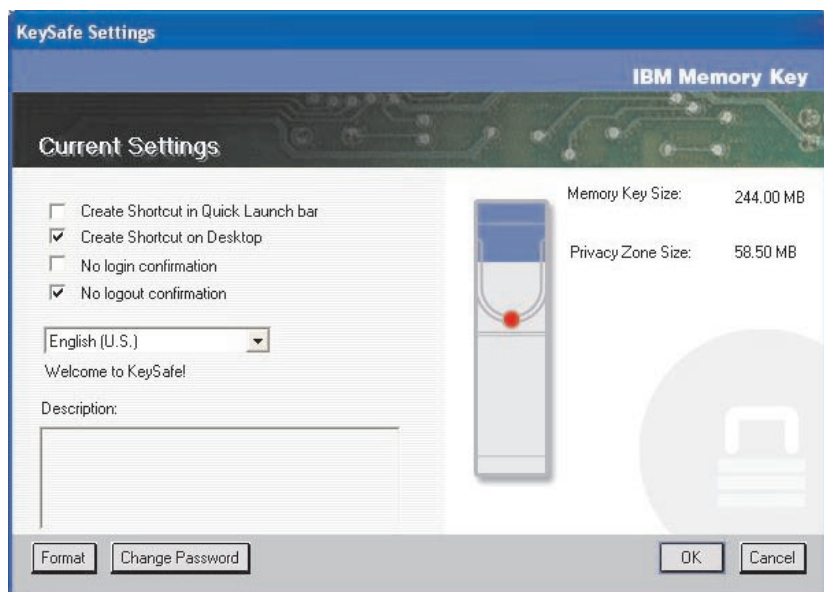 KeySafe Settings
IBM Memory Key
Current Settings
Create Shortcut in Quick Launch bar
Create Shortcut on Desktop
No login confirmation
No logout confirmation
English (U.S.)
Welcome to KeySafe!
Description:
Memory Key Size: 244.00 MB
Privacy Zone Size: 58.50 MB
Format Change Password OK Cancel